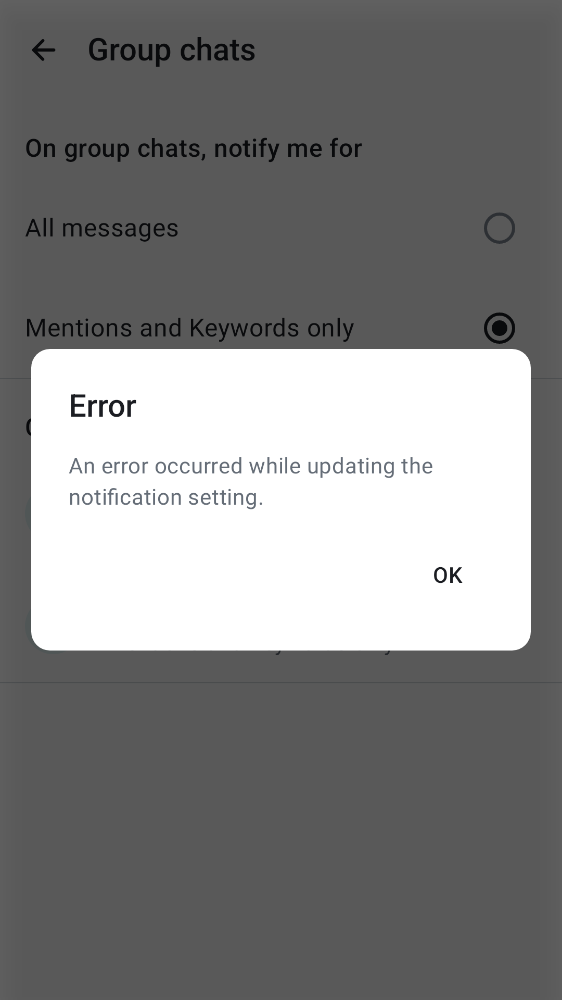 Group chats
On group chats, notify me for
All messages
Mentions and Keywords only
Error
An error occurred while updating the
notification setting.
OK